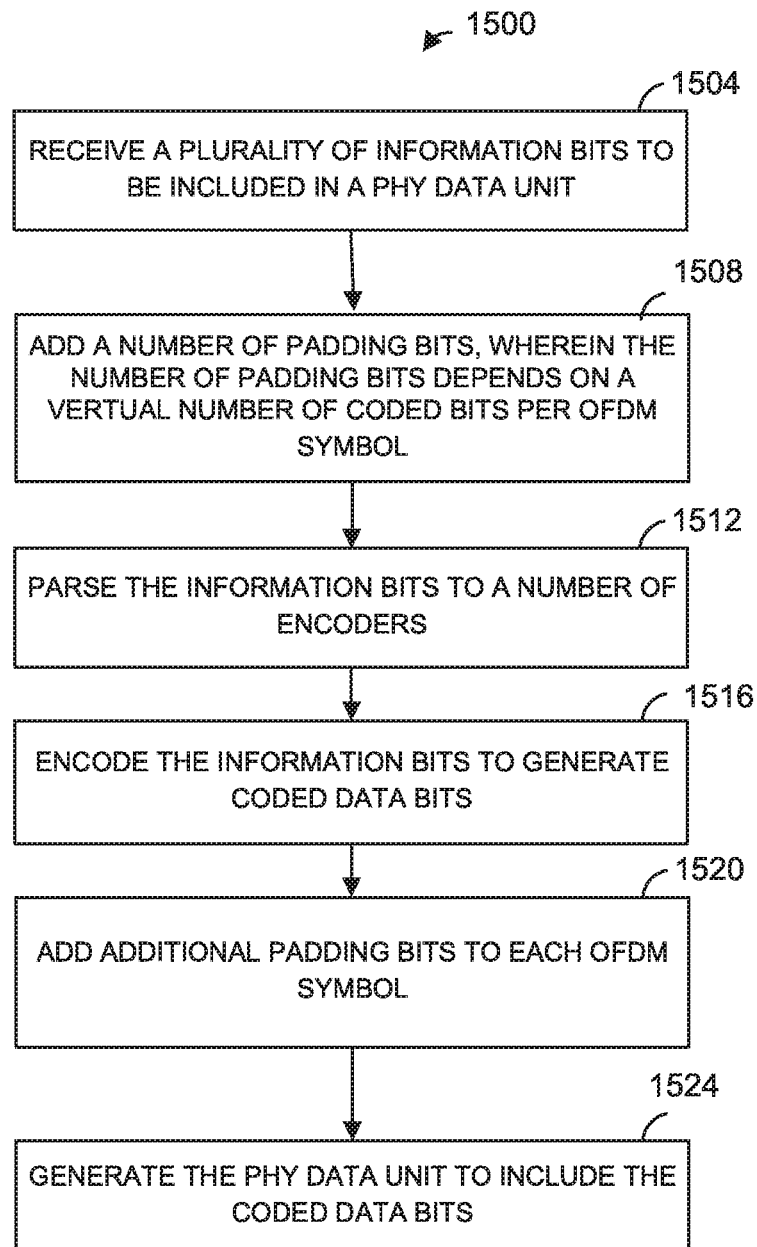 1500
1504
RECEIVE A PLURALITY OF INFORMATION BITS TO
BE INCLUDED IN A PHY DATA UNIT
1508
ADD A NUMBER OF PADDING BITS, WHEREIN THE
NUMBER OF PADDING BITS DEPENDS ON A
VERTUAL NUMBER OF CODED BITS PER OFDM
SYMBOL
1512
PARSE THE INFORMATION BITS TO A NUMBER OF
ENCODERS
1516
ENCODE THE INFORMATION BITS TO GENERATE
CODED DATA BITS
1520
ADD ADDITIONAL PADDING BITS TO EACH OFDM
SYMBOL
1524
GENERATE THE PHY DATA UNIT TO INCLUDE THE
CODED DATA BITS